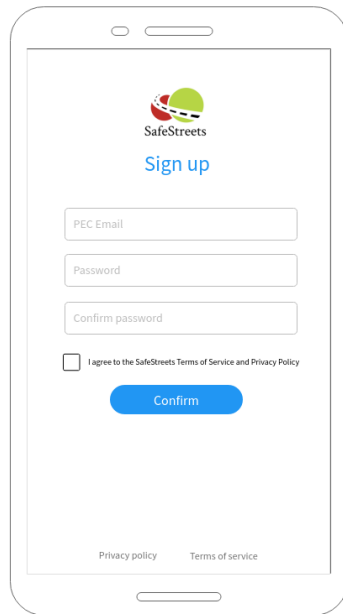 SafeStreets
Sign up
PEC Email
Password
Confirm password
I agree to the SafeStreets Terms of Service and Privacy Policy
Confirm
Privacy policy Terms of service